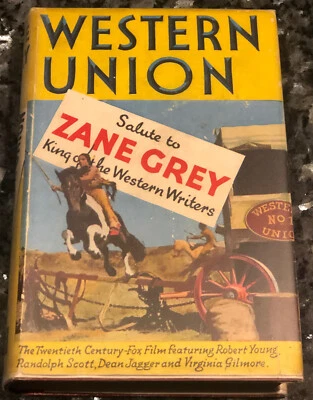 WESTERN
UNION
Salute to
ZANE GREY
King of the Western Writers
WESTERN
NO 1
UNION
The Twentieth Century-Fox Film featuring Robert Young
Randolph Scott, Dean Jagger and Virginia Gilmore.